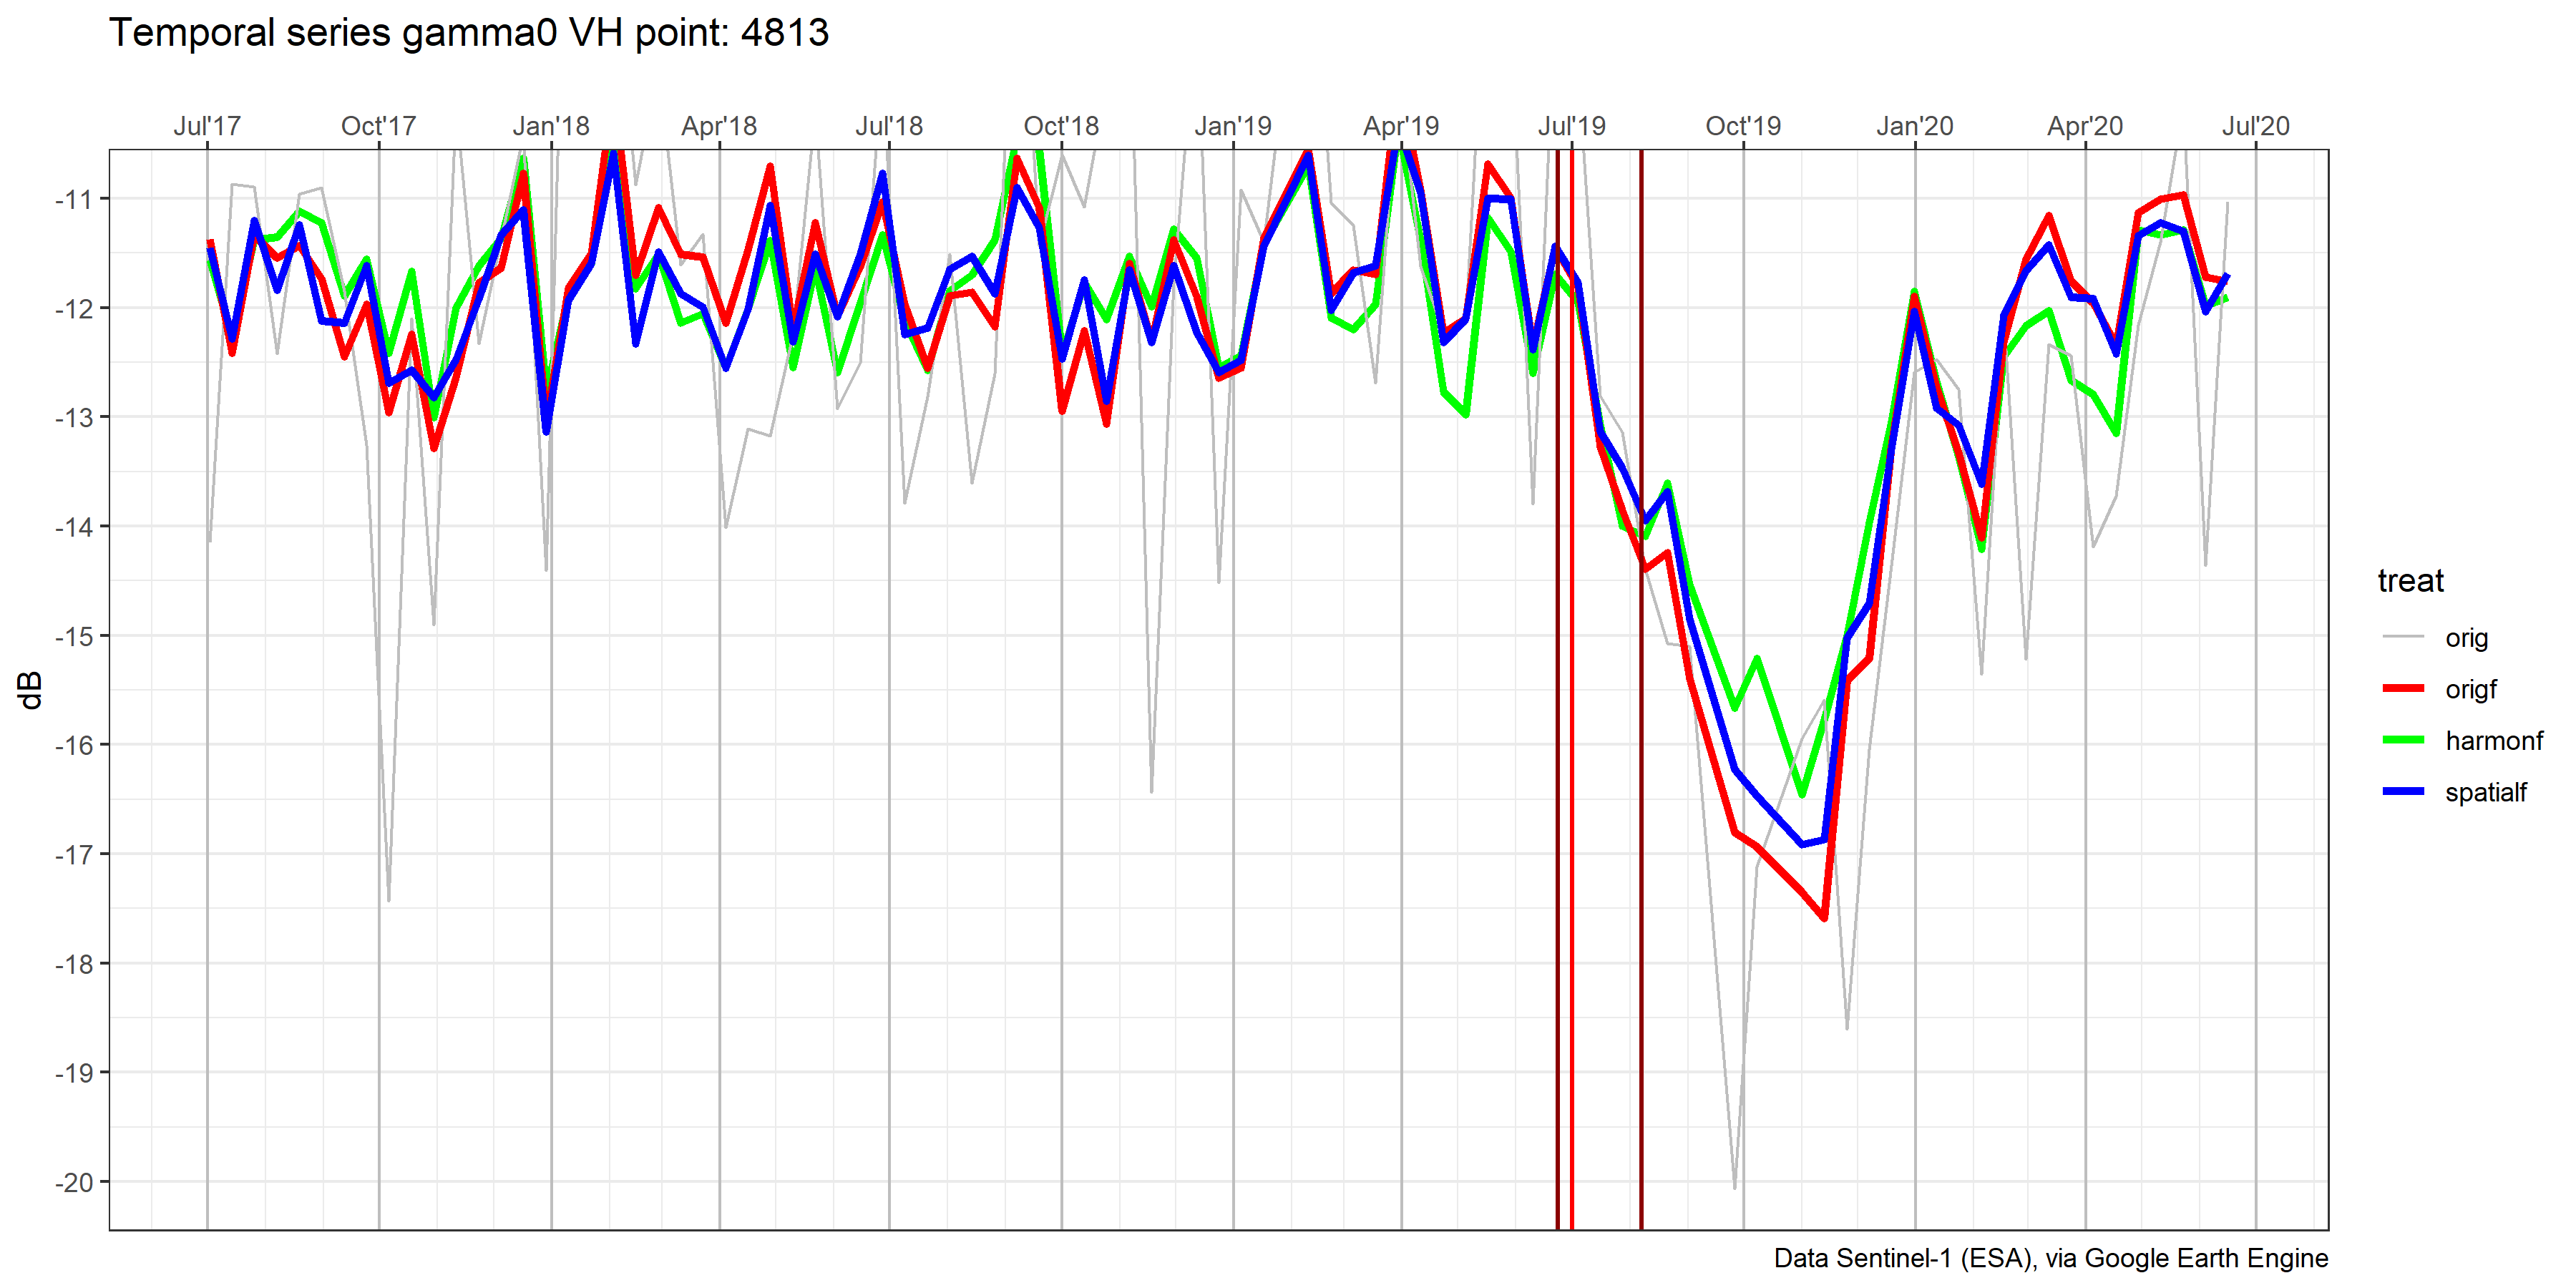 Temporal series gamma0 VH point: 4813
Jul'17 Oct'17 Jan'18 Apr'18 Jul'18 Oct'18 Jan'19 Apr'19 Jul'19 Oct'19 Jan'20 Apr'20 Jul'20
-11
-12
-13
-14
-15
-16
-17
-18
-19
-20
dB
treat
orig
origf
harmonf
spatialf
Data Sentinel-1 (ESA), via Google Earth Engine